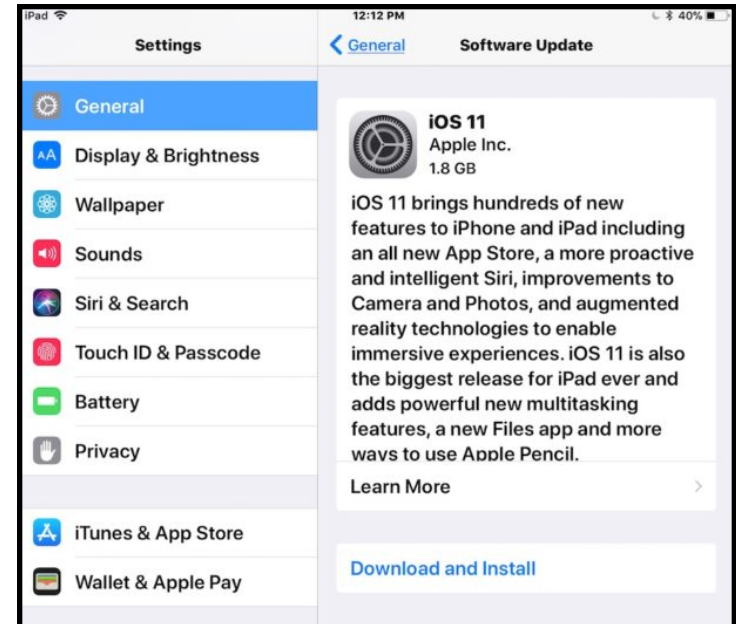 iPad
12:12 PM
40%
Settings
General
Software Update
General
Display & Brightness
Wallpaper
Sounds
Siri & Search
Touch ID & Passcode
Battery
Privacy
iTunes & App Store
Wallet & Apple Pay
iOS 11
Apple Inc.
1.8 GB
iOS 11 brings hundreds of new
features to iPhone and iPad including
an all new App Store, a more proactive
and intelligent Siri, improvements to
Camera and Photos, and augmented
reality technologies to enable
immersive experiences. iOS 11 is also
the biggest release for iPad ever and
adds powerful new multitasking
features, a new Files app and more
ways to use Apple Pencil.
Learn More
Download and Install